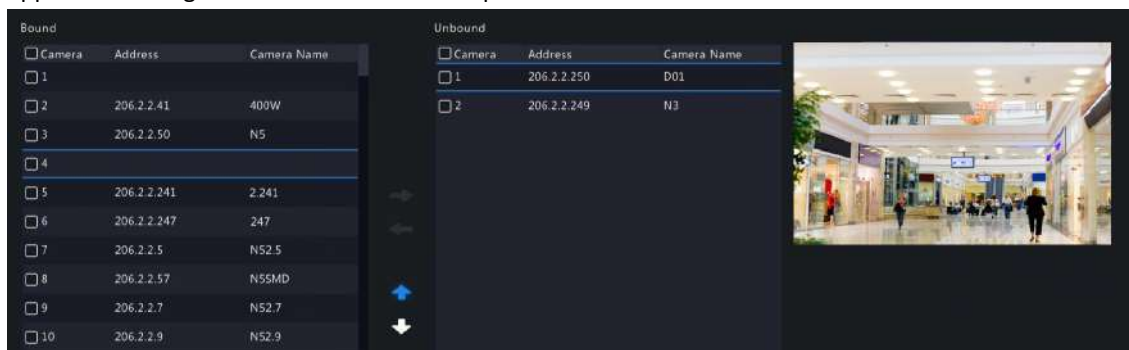 Bound
Camera Address Camera Name
1
2 206.2.2.41 400W
3 206.2.2.50 N5
4
5 206.2.2.241 2.241
6 206.2.2.247 247
7 206.2.2.5 N52.5
8 206.2.2.57 N5SMD
9 206.2.2.7 N52.7
10 206.2.2.9 N52.9
Unbound
Camera Address Camera Name
1 206.2.2.250 D01
2 206.2.2.249 N3